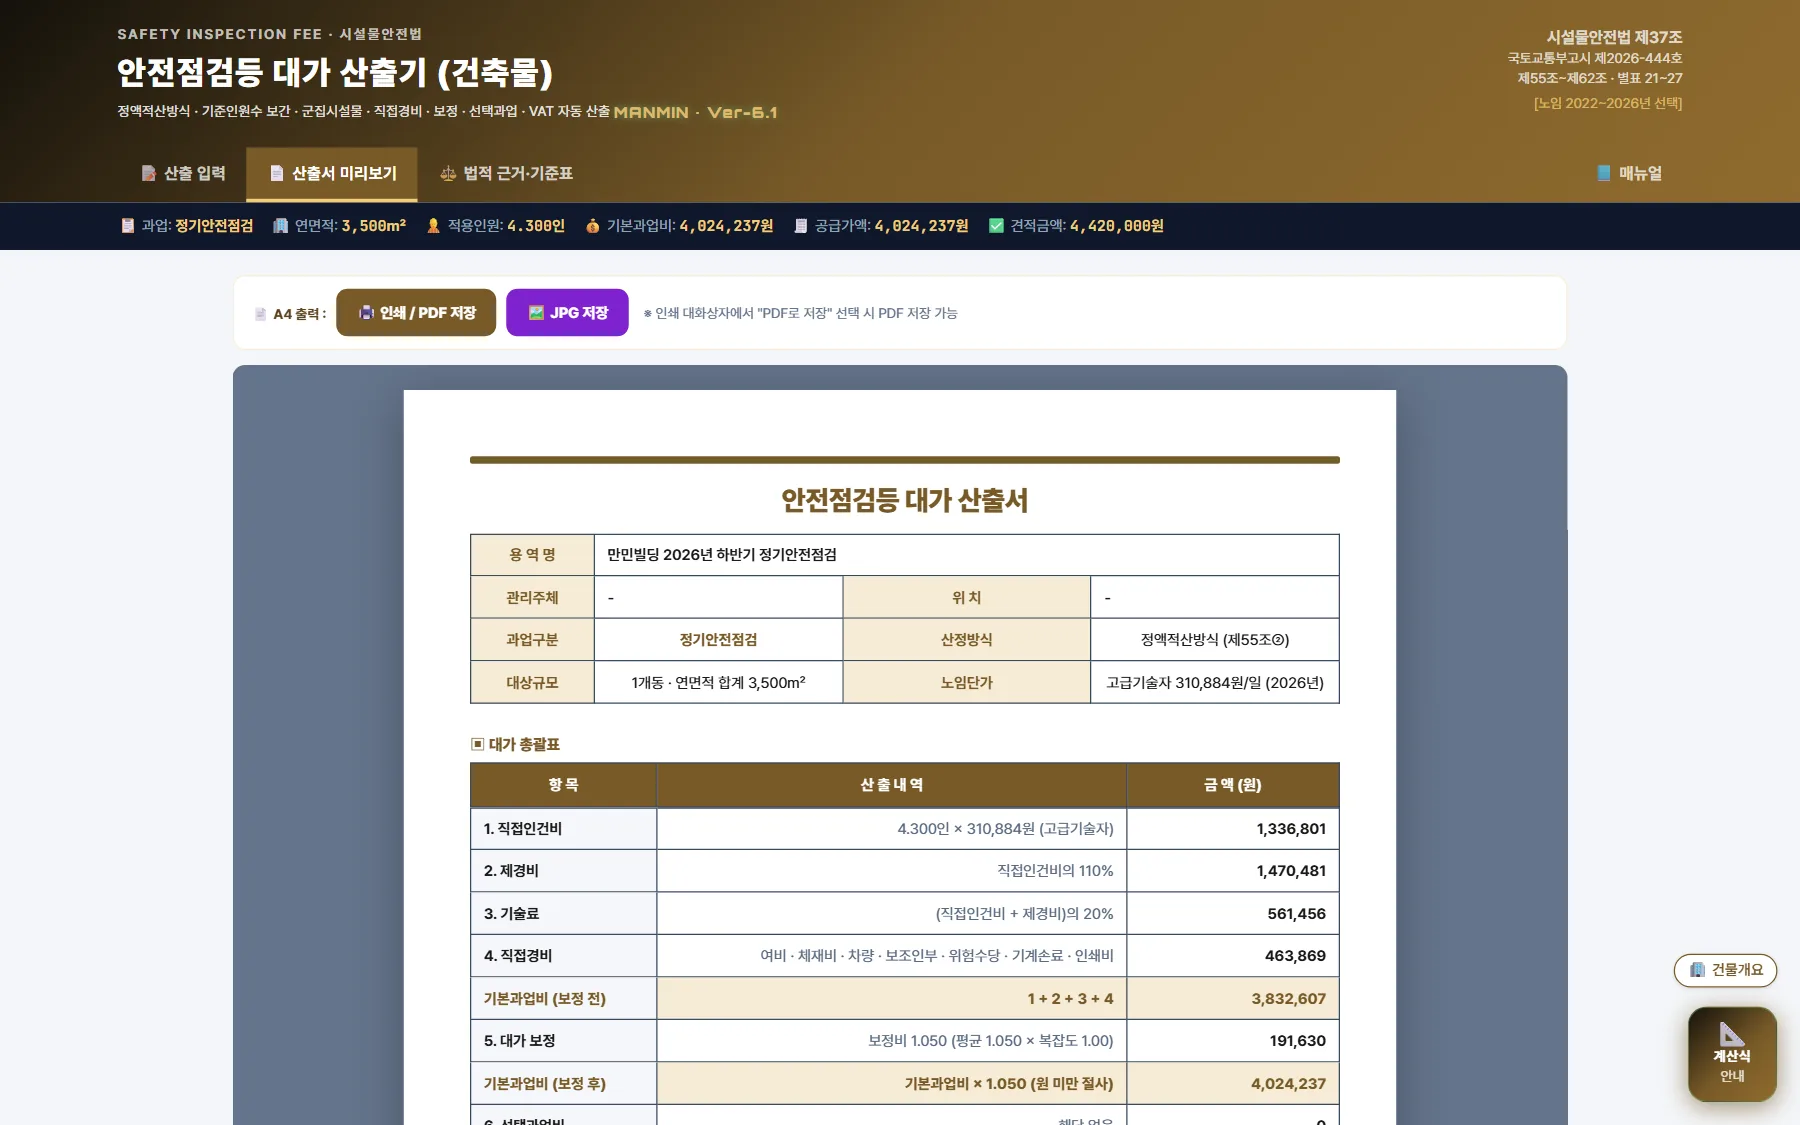 SAFETY INSPECTION FEE · 시설물안전법
안전점검등 대가 산출기 (건축물)
정액적산방식 · 기준인원수 보간 · 군집시설물 · 직접경비 · 보정 · 선택과업 · VAT 자동 산출 MANMIN · Ver-6.1
시설물안전법 제37조
국토교통부고시 제2026-444호
제55조~제62조 · 별표 21~27
[노임 2022~2026년 선택]
산출 입력
산출서 미리보기
법적 근거·기준표
매뉴얼
과업: 정기안전점검 연면적: 3,500m² 적용인원: 4.300인 기본과업비: 4,024,237원 공급가액: 4,024,237원 견적금액: 4,420,000원
A4 출력 : 인쇄 / PDF 저장 JPG 저장 ※ 인쇄 대화상자에서 "PDF로 저장" 선택 시 PDF 저장 가능
안전점검등 대가 산출서
용 역 명 만민빌딩 2026년 하반기 정기안전점검
관리주체 - 위 치 -
과업구분 정기안전점검 산정방식 정액적산방식 (제55조②)
대상규모 1개동 · 연면적 합계 3,500m² 노임단가 고급기술자 310,884원/일 (2026년)
▣ 대가 총괄표
항 목 산 출 내 역 금 액 (원)
1. 직접인건비 4.300인 × 310,884원 (고급기술자) 1,336,801
2. 제경비 직접인건비의 110% 1,470,481
3. 기술료 (직접인건비 + 제경비)의 20% 561,456
4. 직접경비 여비 · 체재비 · 차량 · 보조인부 · 위험수당 · 기계손료 · 인쇄비 463,869
기본과업비 (보정 전) 1 + 2 + 3 + 4 3,832,607
5. 대가 보정 보정비 1.050 (평균 1.050 × 복잡도 1.00) 191,630
기본과업비 (보정 후) 기본과업비 × 1.050 (원 미만 절사) 4,024,237
6. 선택과업비 해당 없음 0
건물개요
계산식
안내